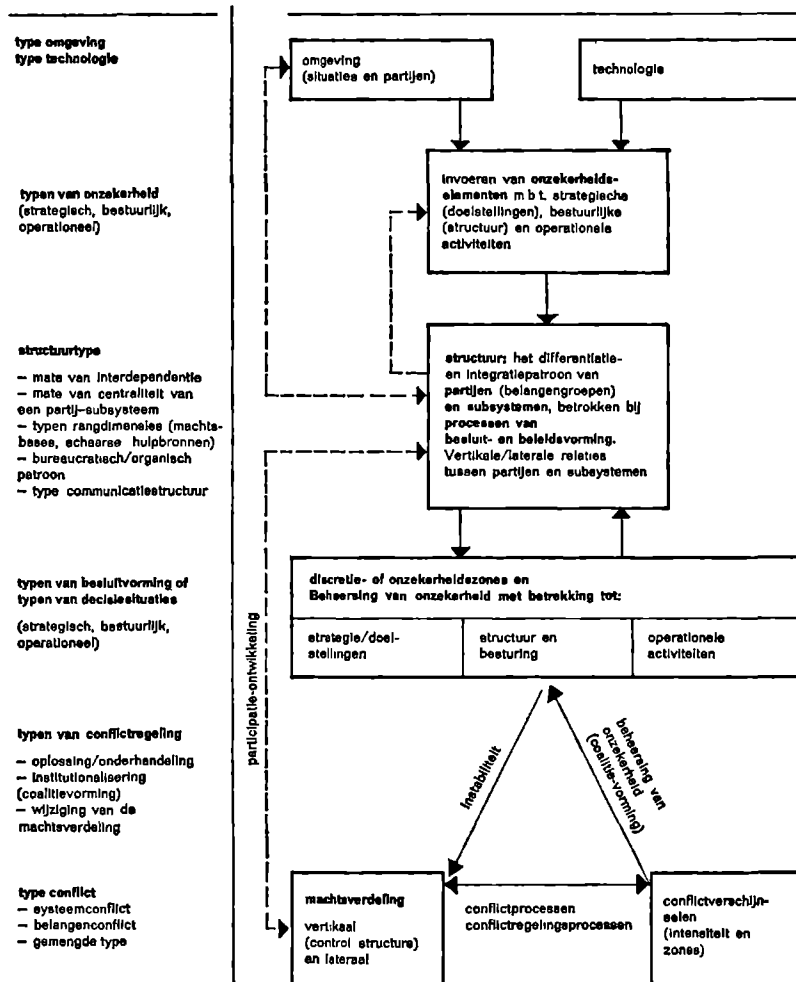 type omgeving
type technologie
omgeving
(situaties en partijen)
technologie
typen van onzekerheid
(strategisch, bestuurlijk,
operationeel)
invoeren van onzekerheids-
elementen m b t. strategische
(doelstellingen), bestuurlijke
(structuur) en operationele
activiteiten
structuurtype
– mate van interdependentie
– mate van centraliteit van
een partij-subsysteem
– typen rangdimensies (machts-
bases, schaarse hulpbronnen)
– bureaucratisch/organisch
patroon
– type communicatiestructuur
structuur: het differentiatie-
en integratiepatroon van
partijen (belangengroepen)
en subsystemen, betrokken bij
processen van
besluit- en beleidsvorming.
Vertikale/laterale relaties
tussen partijen en subsystemen
typen van besluitvorming of
typen van decisiesituaties
(strategisch, bestuurlijk,
operationeel)
discretie- of onzekerheidszones en
Beheersing van onzekerheid met betrekking tot:
strategie/doel-
stellingen
structuur en
besturing
operationele
activiteiten
participatie-ontwikkeling
typen van conflictregeling
– oplossing/onderhandeling
– institutionalisering
(coalitievorming)
– wijziging van de
machtsverdeling
instabiliteit
beheersing van
onzekerheid
(coalitie-vorming)
type conflict
– systeemconflict
– belangenconflict
– gemengde type
machtsverdeling
vertikaal
(control structure)
en lateraal
conflictprocessen
conflictregelingsprocessen
conflictverschijn-
selen
(intensiteit en
zones)